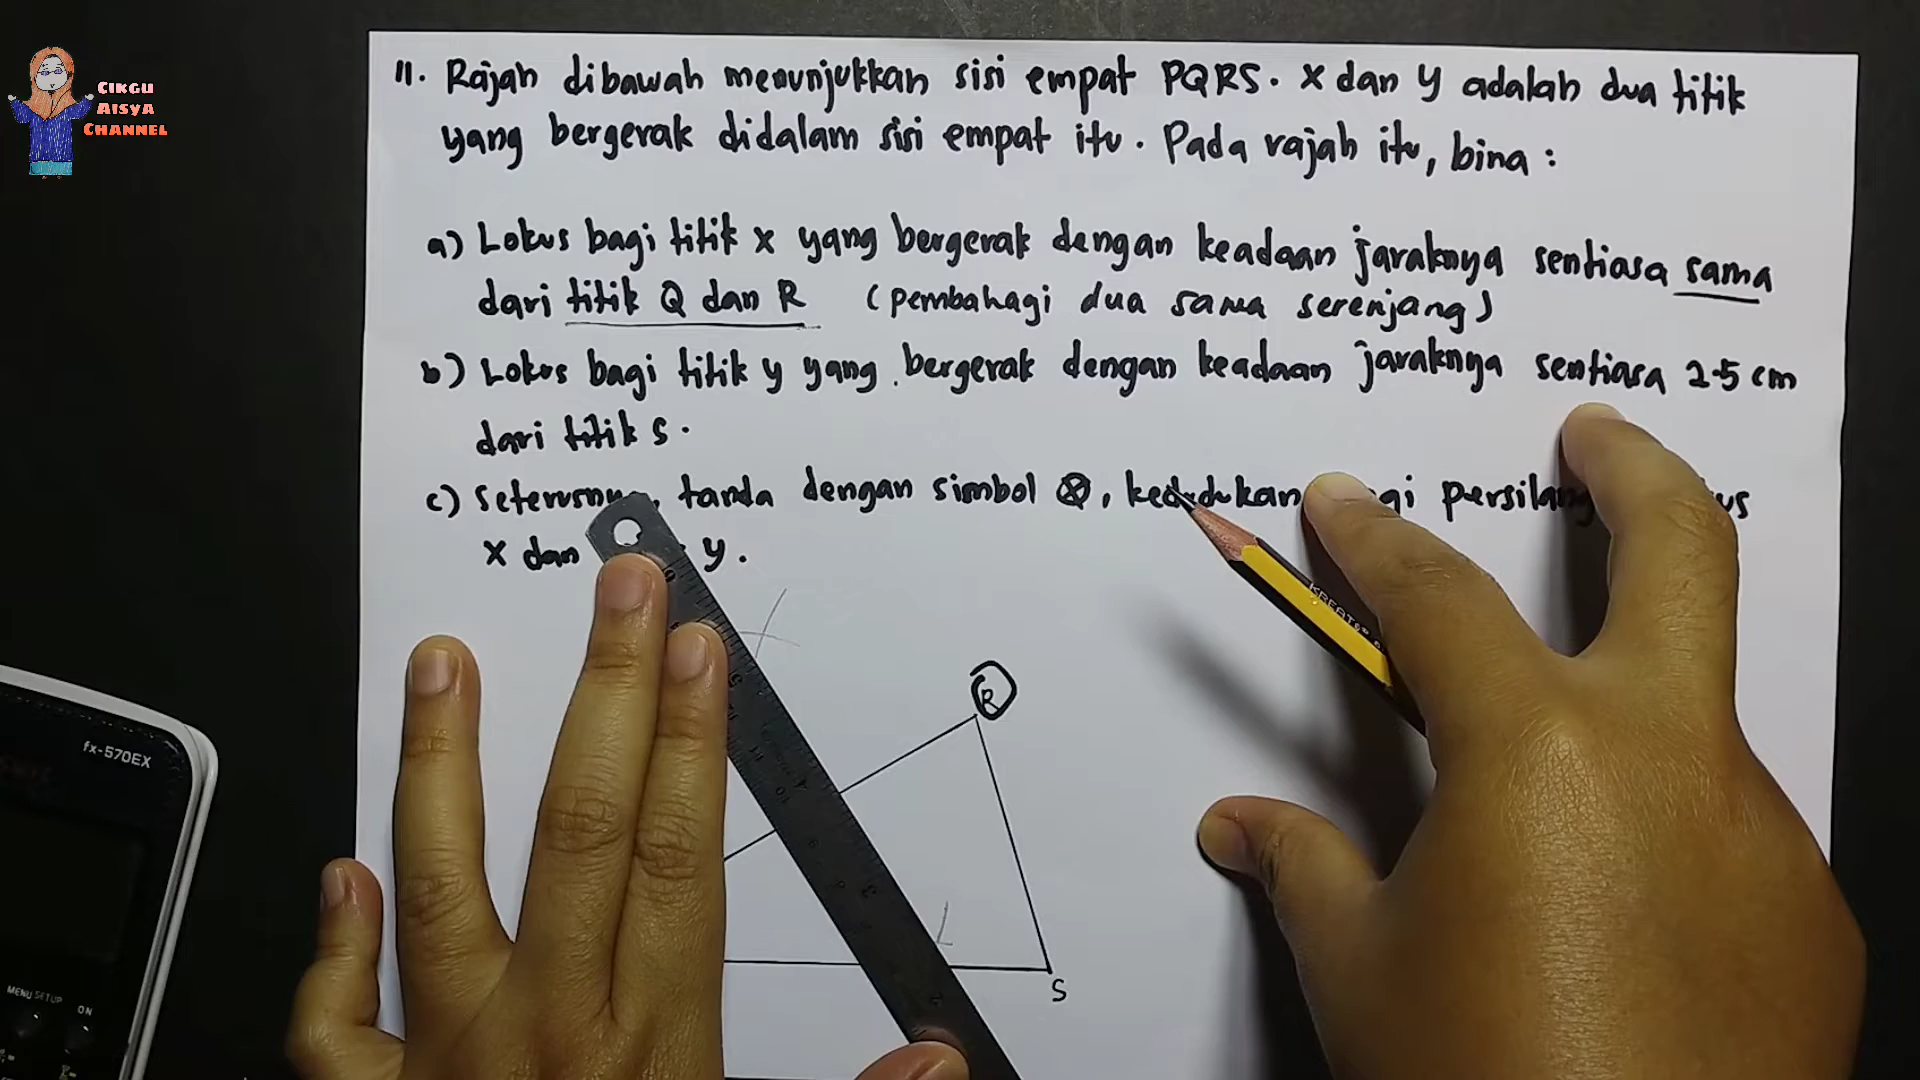 CIKGU
AISYA
CHANNEL
11. Rajah dibawah menunjukkan sisi empat PQRS. X dan Y adalah dua titik
yang bergerak didalam sisi empat itu. Pada rajah itu, bina :
a) Lokus bagi titik X yang bergerak dengan keadaan jaraknya sentiasa sama
dari titik Q dan R (pembahagi dua sama serenjang)
b) Lokus bagi titik y yang bergerak dengan keadaan jaraknya sentiasa 2.5 cm
dari titik S.
c) Seterusnya, tanda dengan simbol ⊗, kedudukan bagi
X dan y.
R
S
fx-570EX
MENU SETUP ON